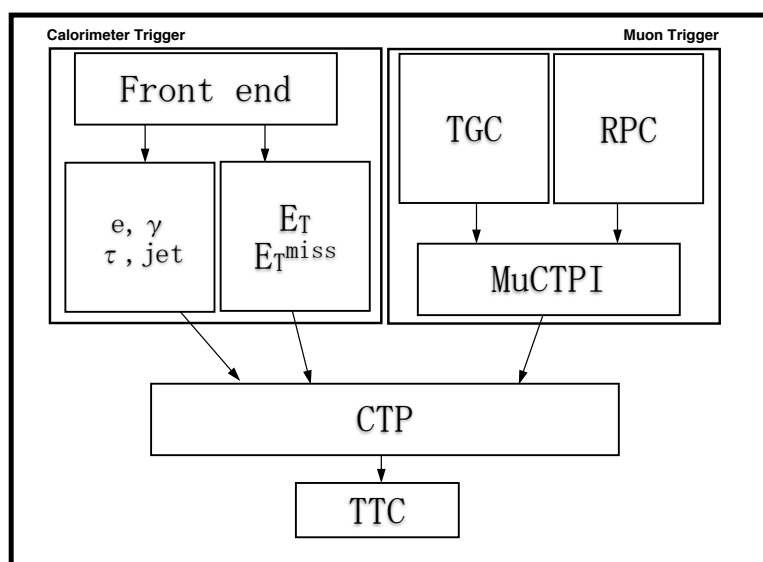 Calorimeter Trigger
Muon Trigger
Front end
TGC
RPC
e, γ
τ, jet
E_T
E_T^miss
MuCTPI
CTP
TTC